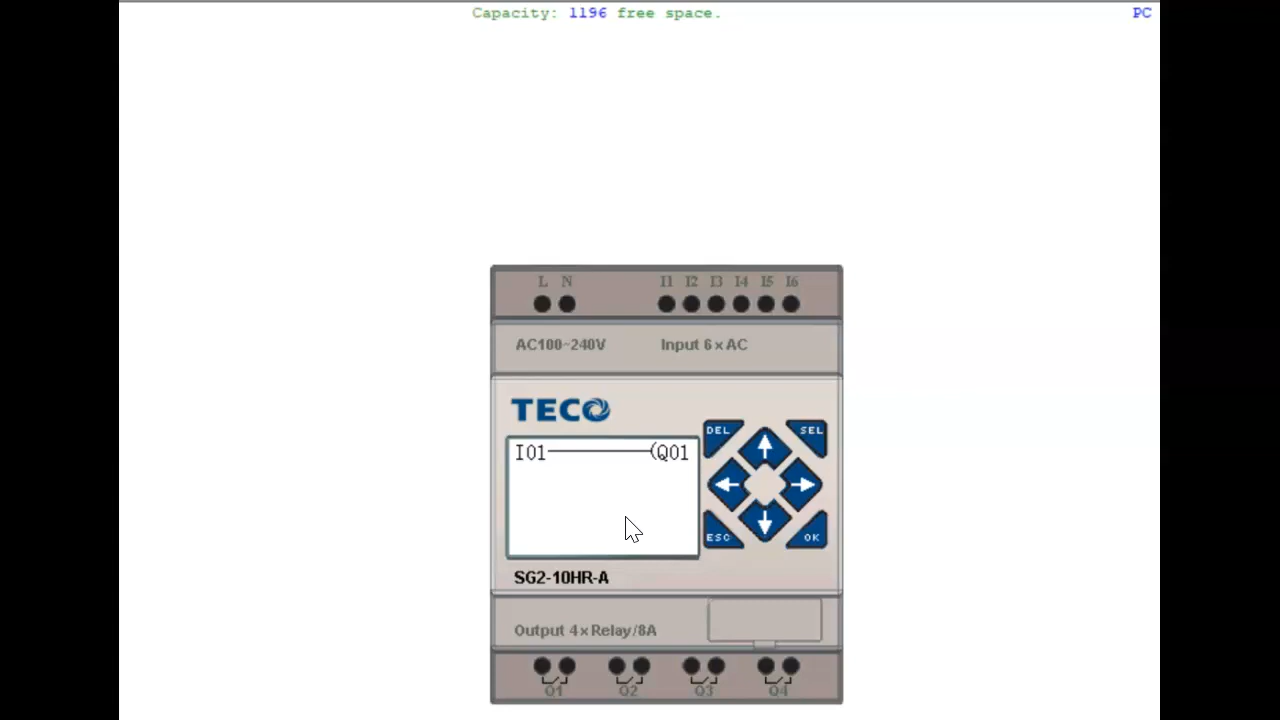 Capacity: 1196 free space.
PC
L N I1 I2 I3 I4 I5 I6
AC100~240V Input 6 x AC
TECO
DEL SEL
I01 (Q01
ESC OK
SG2-10HR-A
Output 4 x Relay/8A
Q1 Q2 Q3 Q4